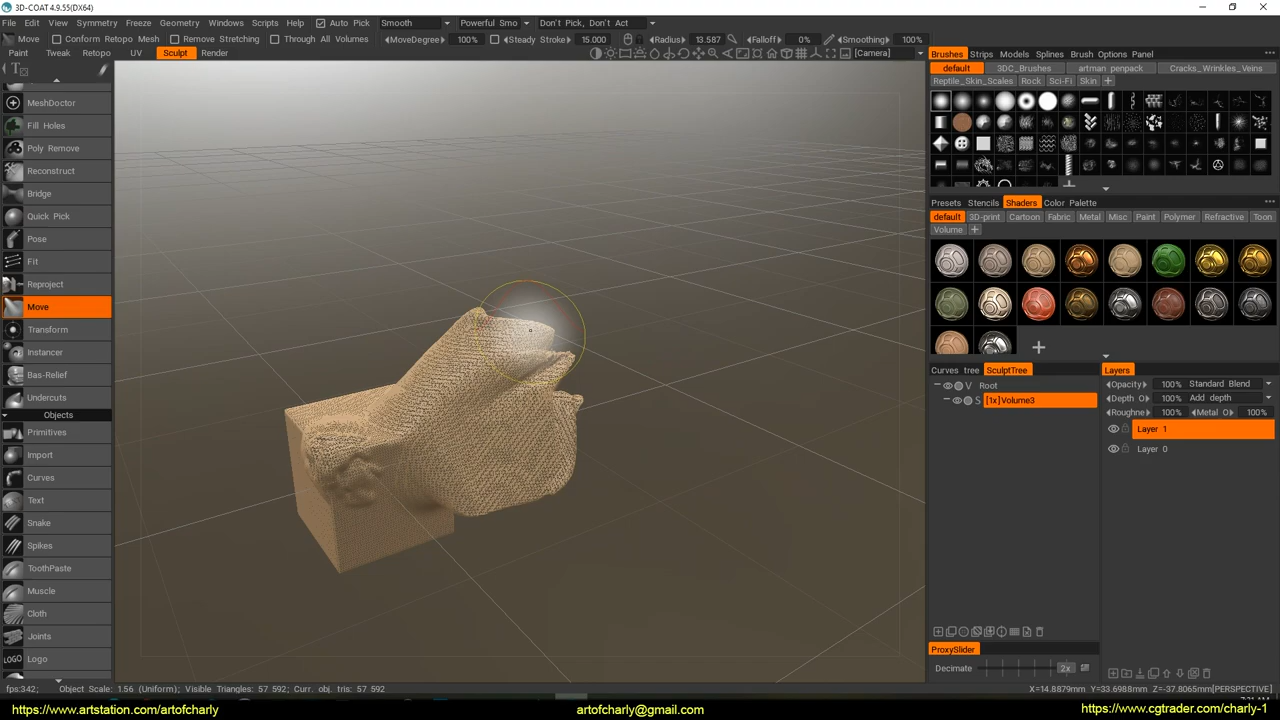 3D-COAT 4.9.55(DX64)
File Edit View Symmetry Freeze Geometry Windows Scripts Help Auto Pick Smooth Powerful Smo Don't Pick, Don't Act
Move Conform Retopo Mesh Remove Stretching Through All Volumes MoveDegree 100% Steady Stroke 15.000 Radius 13.587 Falloff 0% Smoothing 100%
Paint Tweak Retopo UV Sculpt Render [Camera]
MeshDoctor
Fill Holes
Poly Remove
Reconstruct
Bridge
Quick Pick
Pose
Fit
Reproject
Move
Transform
Instancer
Bas-Relief
Undercuts
Objects
Primitives
Import
Curves
Text
Snake
Spikes
ToothPaste
Muscle
Cloth
Joints
LOGO Logo
Brushes Strips Models Splines Brush Options Panel
default 3DC_Brushes artman_penpack Cracks_Wrinkles_Veins
Reptile_Skin_Scales Rock Sci-Fi Skin +
Presets Stencils Shaders Color Palette
default 3D-print Cartoon Fabric Metal Misc Paint Polymer Refractive Toon
Volume +
Curves tree SculptTree
V Root
S [1x]Volume3
Layers
Opacity 100% Standard Blend
Depth O 100% Add depth
Roughne 100% Metal O 100%
Layer 1
Layer 0
ProxySlider
Decimate 2x
fps:342; Object Scale: 1.56 (Uniform); Visible Triangles: 57 592; Curr. obj. tris: 57 592
X=14.8879mm Y=33.6988mm Z=-37.8065mm[PERSPECTIVE]
https://www.artstation.com/artofcharly artofcharly@gmail.com https://www.cgtrader.com/charly-1